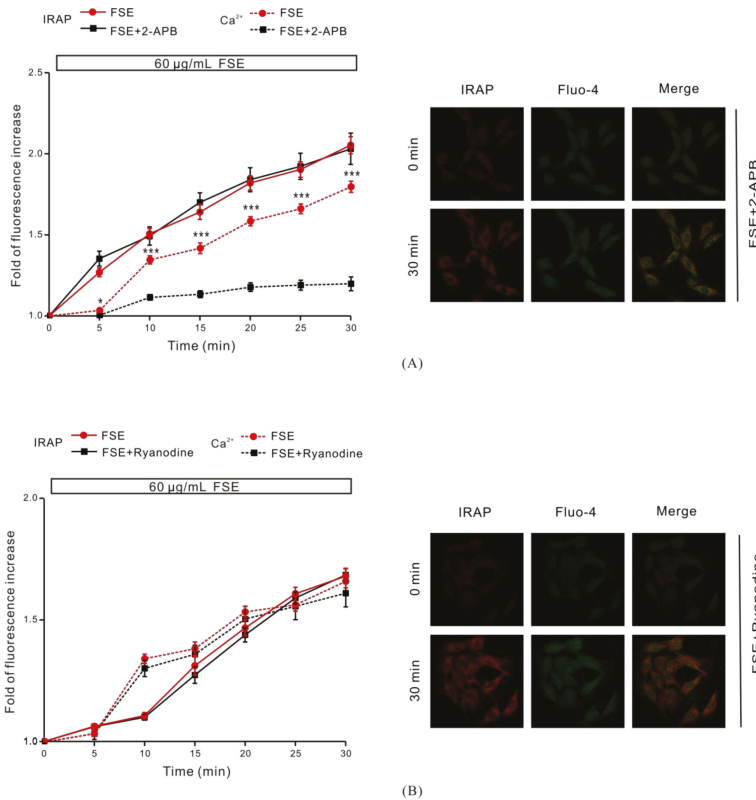 IRAP FSE Ca²⁺ FSE
FSE+2-APB FSE+2-APB
60 µg/mL FSE
Fold of fluorescence increase
2.5
2.0
1.5
1.0
*
***
***
***
***
***
0 5 10 15 20 25 30
Time (min)
IRAP Fluo-4 Merge
0 min
30 min
FSE+2-APB
(A)
IRAP FSE Ca²⁺ FSE
FSE+Ryanodine FSE+Ryanodine
60 µg/mL FSE
Fold of fluorescence increase
2.0
1.5
1.0
0 5 10 15 20 25 30
Time (min)
IRAP Fluo-4 Merge
0 min
30 min
FSE+Ryanodine
(B)